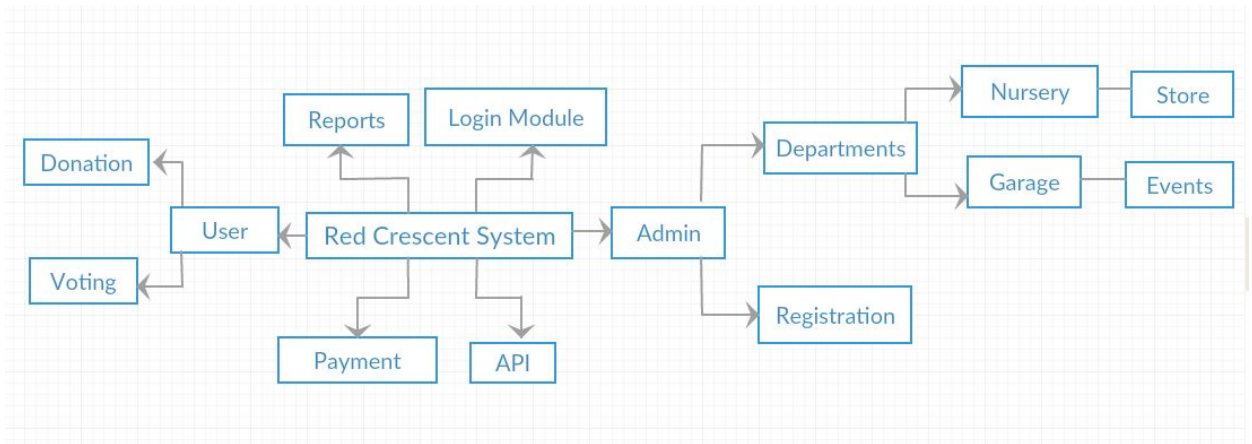 Nursery
Store
Reports
Login Module
Departments
Donation
Garage
Events
User
Red Crescent System
Admin
Voting
Registration
Payment
API